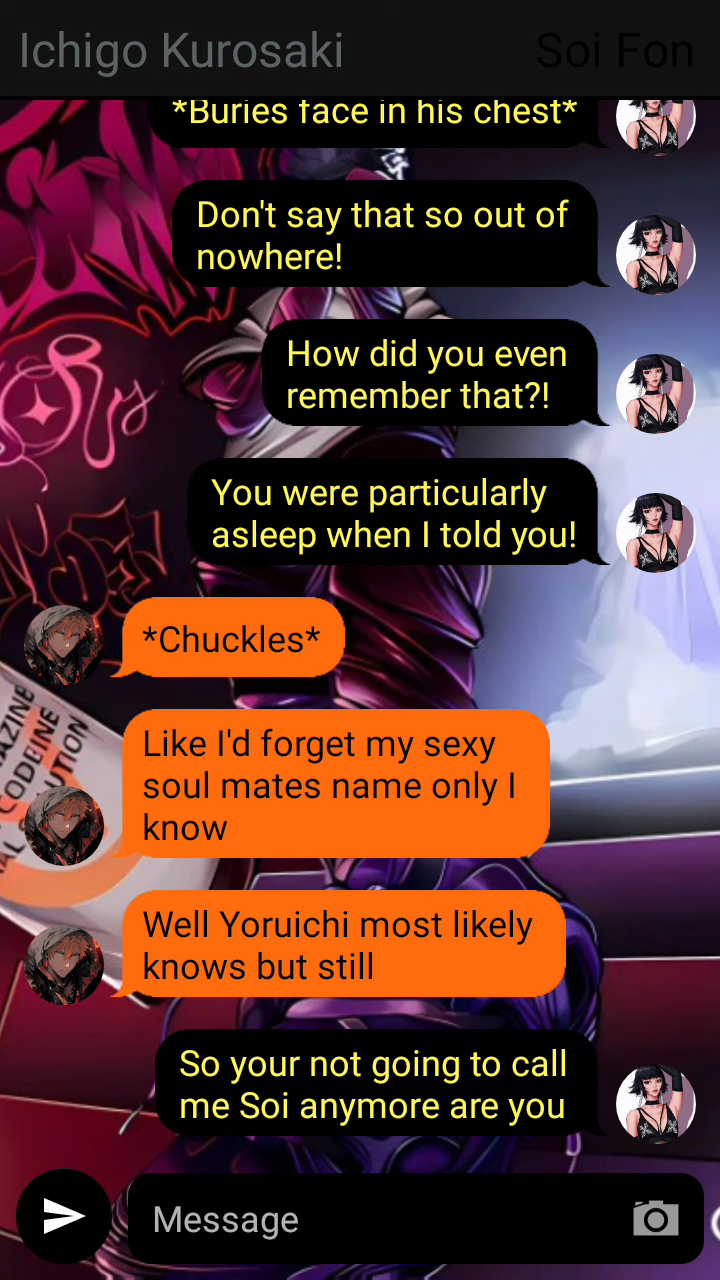 Ichigo Kurosaki
Soi Fon
*Buries face in his chest*
Don't say that so out of
nowhere!
How did you even
remember that?!
You were particularly
asleep when I told you!
*Chuckles*
Like I'd forget my sexy
soul mates name only I
know
Well Yoruichi most likely
knows but still
So your not going to call
me Soi anymore are you
CODEINE
Message